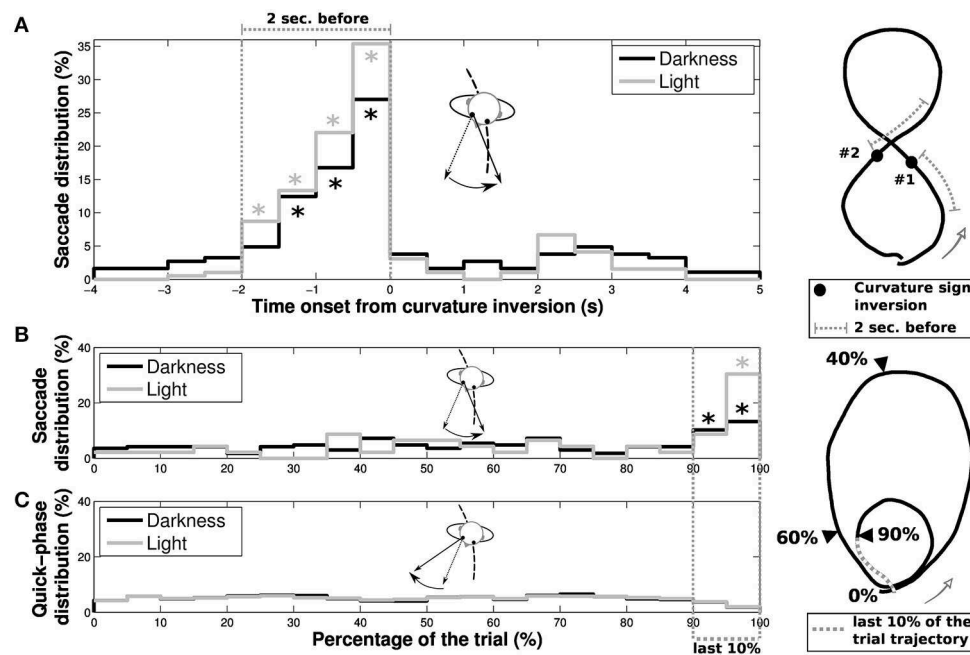 A
2 sec. before
Saccade distribution (%)
35
30
25
20
15
10
5
0
Darkness
Light
* * * *
* * *
−4 −3 −2 −1 0 1 2 3 4 5
Time onset from curvature inversion (s)
#2
#1
Curvature sign
inversion
2 sec. before
B
Saccade
distribution (%)
40
20
0
Darkness
Light
*
* *
0 10 20 30 40 50 60 70 80 90 100
C
Quick−phase
distribution (%)
40
20
0
Darkness
Light
0 10 20 30 40 50 60 70 80 90 100
Percentage of the trial (%)
last 10%
40%
60%
90%
0%
last 10% of the
trial trajectory